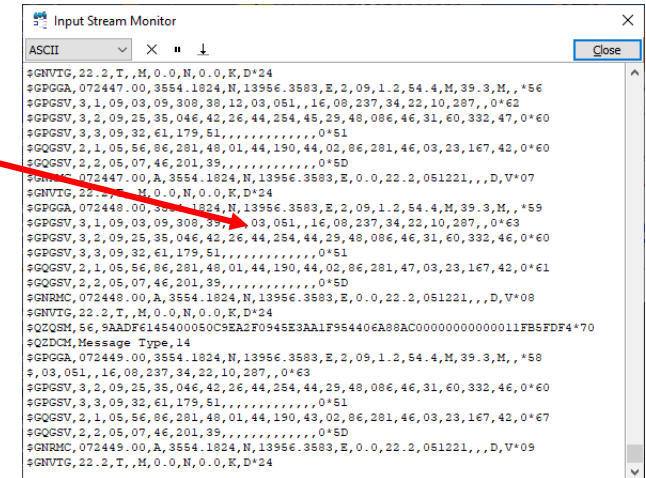 Input Stream Monitor
ASCII
Close
$GNVTG,22.2,T,,M,0.0,N,0.0,K,D*24
$GPGGA,072447.00,3554.1824,N,13956.3583,E,2,09,1.2,54.4,M,39.3,M,,*56
$GPGSV,3,1,09,03,09,308,38,12,03,051,,16,08,237,34,22,10,287,,0*62
$GPGSV,3,2,09,25,35,046,42,26,44,254,45,29,48,086,46,31,60,332,47,0*60
$GPGSV,3,3,09,32,61,179,51,,,,,,,,,,,,,0*51
$GQGSV,2,1,05,56,86,281,48,01,44,190,44,02,86,281,46,03,23,167,42,0*60
$GQGSV,2,2,05,07,46,201,39,,,,,,,,,,,,,0*5D
$GNRMC,072447.00,A,3554.1824,N,13956.3583,E,0.0,22.2,051221,,,D,V*07
$GNVTG,22.2,T,,M,0.0,N,0.0,K,D*24
$GPGGA,072448.00,3554.1824,N,13956.3583,E,2,09,1.2,54.4,M,39.3,M,,*59
$GPGSV,3,1,09,03,09,308,39,,03,051,,16,08,237,34,22,10,287,,0*63
$GPGSV,3,2,09,25,35,046,42,26,44,254,44,29,48,086,46,31,60,332,46,0*60
$GPGSV,3,3,09,32,61,179,51,,,,,,,,,,,,,0*51
$GQGSV,2,1,05,56,86,281,48,01,44,190,44,02,86,281,47,03,23,167,42,0*61
$GQGSV,2,2,05,07,46,201,39,,,,,,,,,,,,,0*5D
$GNRMC,072448.00,A,3554.1824,N,13956.3583,E,0.0,22.2,051221,,,D,V*08
$GNVTG,22.2,T,,M,0.0,N,0.0,K,D*24
$QZQSM,56,9AADF6145400050C9EA2F0945E3AA1F954406A88AC00000000000011FB5FDF4*70
$QZDCM,Message Type,14
$GPGGA,072449.00,3554.1824,N,13956.3583,E,2,09,1.2,54.4,M,39.3,M,,*58
$,03,051,,16,08,237,34,22,10,287,,0*63
$GPGSV,3,2,09,25,35,046,42,26,44,254,44,29,48,086,46,31,60,332,46,0*60
$GPGSV,3,3,09,32,61,179,51,,,,,,,,,,,,,0*51
$GQGSV,2,1,05,56,86,281,48,01,44,190,43,02,86,281,46,03,23,167,42,0*67
$GQGSV,2,2,05,07,46,201,39,,,,,,,,,,,,,0*5D
$GNRMC,072449.00,A,3554.1824,N,13956.3583,E,0.0,22.2,051221,,,D,V*09
$GNVTG,22.2,T,,M,0.0,N,0.0,K,D*24